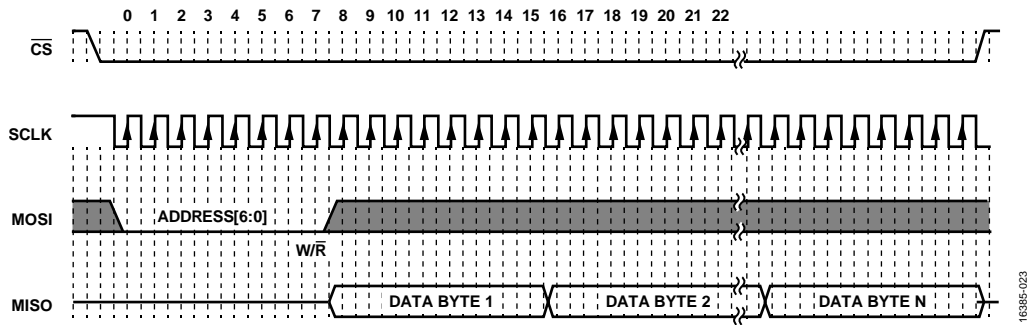 0 1 2 3 4 5 6 7 8 9 10 11 12 13 14 15 16 17 18 19 20 21 22
CS
SCLK
MOSI
ADDRESS[6:0]
W/R
MISO
DATA BYTE 1
DATA BYTE 2
DATA BYTE N
16385-023